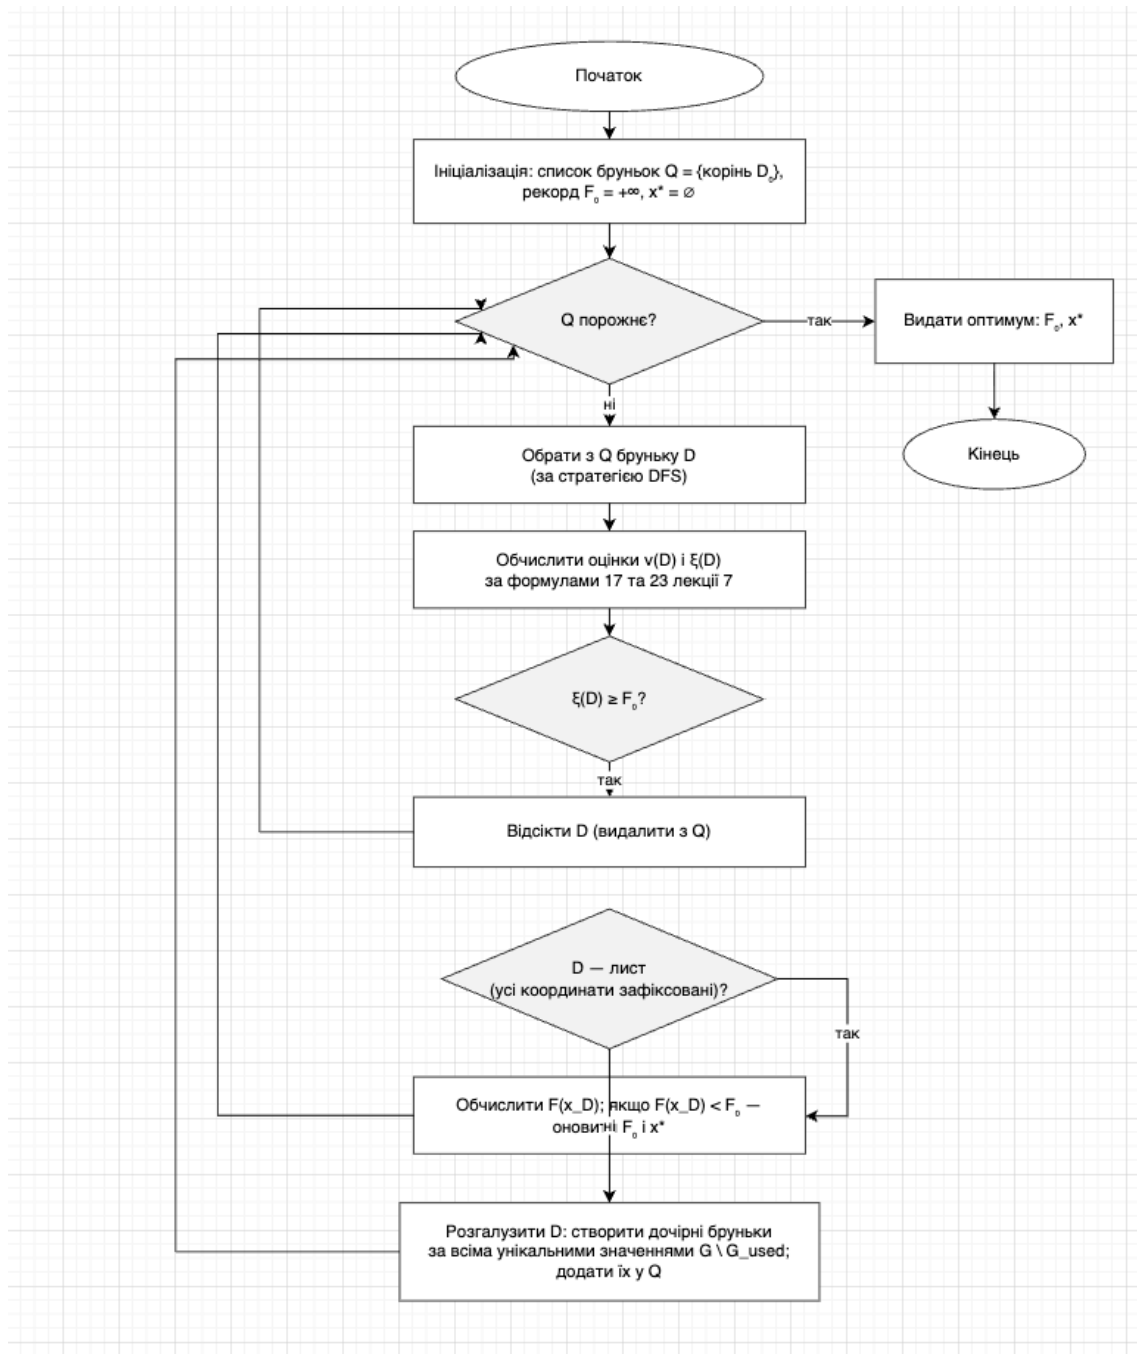 Початок
Ініціалізація: список бруньок Q = {корінь D₀},
рекорд F₀ = +∞, x* = ∅
Q порожнє?
так
Видати оптимум: F₀, x*
ні
Обрати з Q бруньку D
(за стратегією DFS)
Кінець
Обчислити оцінки v(D) і ξ(D)
за формулами 17 та 23 лекції 7
ξ(D) ≥ F₀?
так
Відсікти D (видалити з Q)
D — лист
(усі координати зафіксовані)?
так
Обчислити F(x_D); якщо F(x_D) < F₀ —
оновити F₀ і x*
ні
Розгалузити D: створити дочірні бруньки
за всіма унікальними значеннями G \ G_used;
додати їх у Q